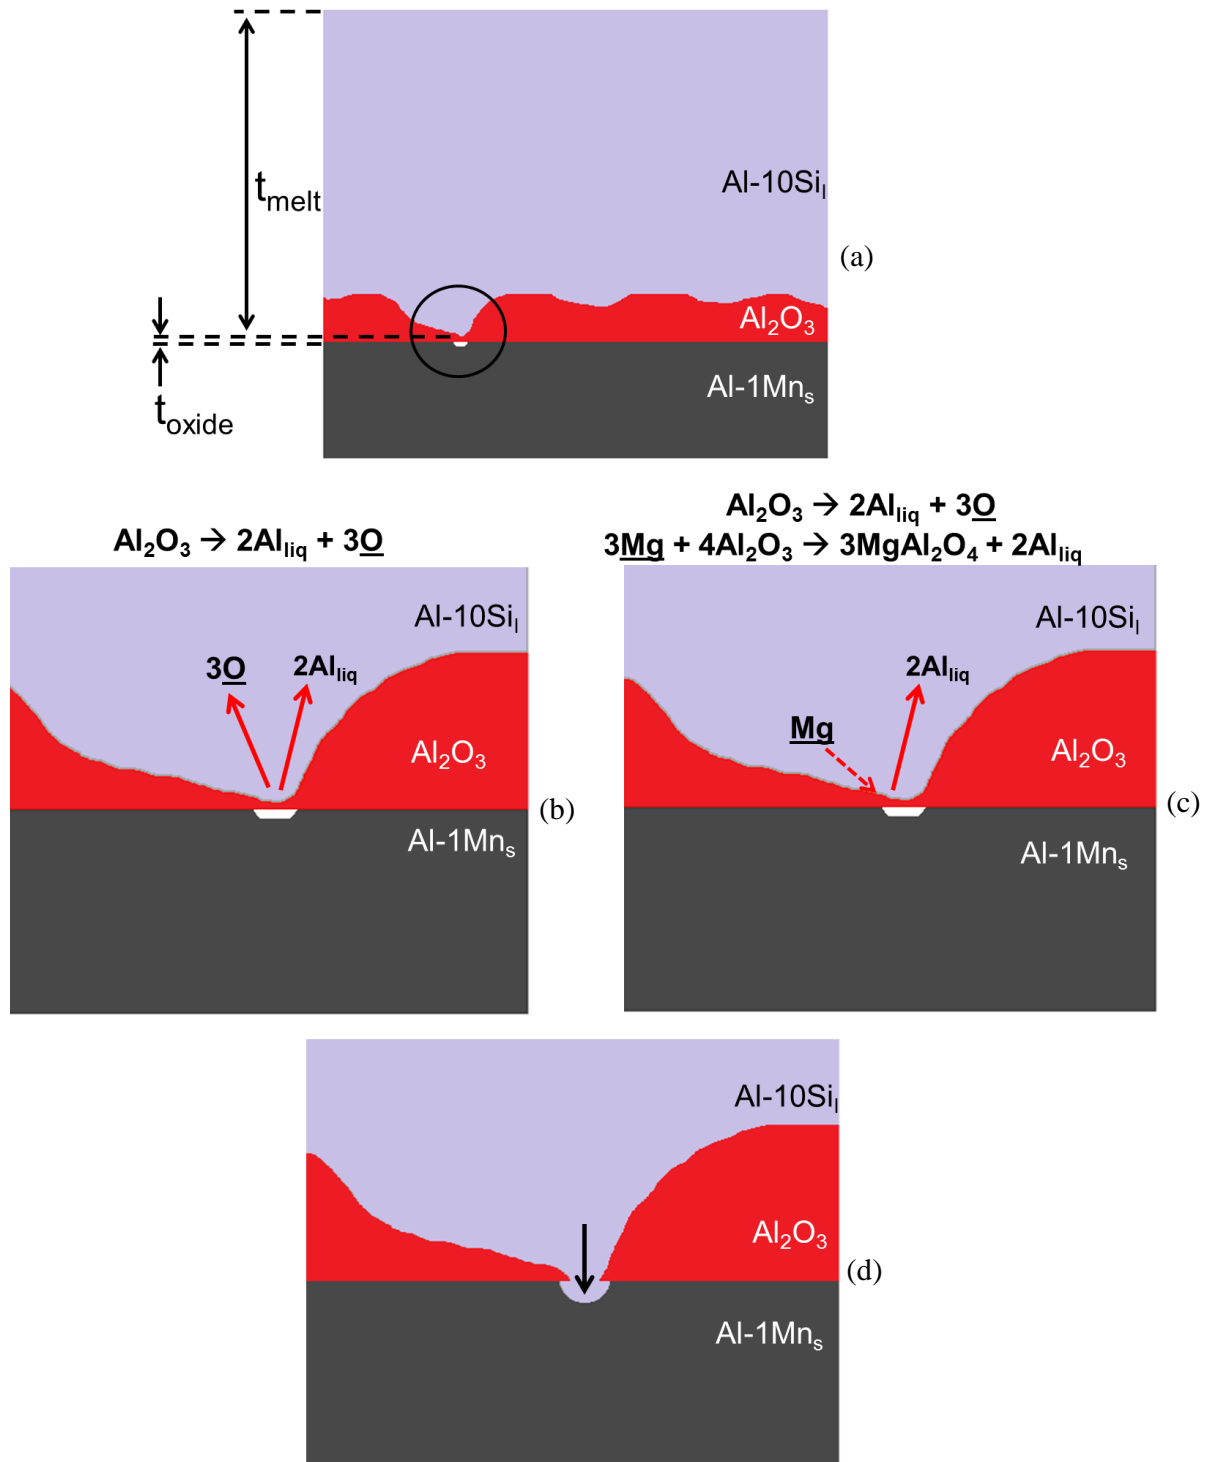 t_melt
Al-10Si_l
(a)
Al₂O₃
Al-1Mn_s
t_oxide
Al₂O₃ → 2Al_liq + 3O
Al-10Si_l
3O
2Al_liq
Al₂O₃
(b)
Al-1Mn_s
Al₂O₃ → 2Al_liq + 3O
3Mg + 4Al₂O₃ → 3MgAl₂O₄ + 2Al_liq
Al-10Si_l
2Al_liq
Mg
Al₂O₃
(c)
Al-1Mn_s
Al-10Si_l
Al₂O₃
(d)
Al-1Mn_s